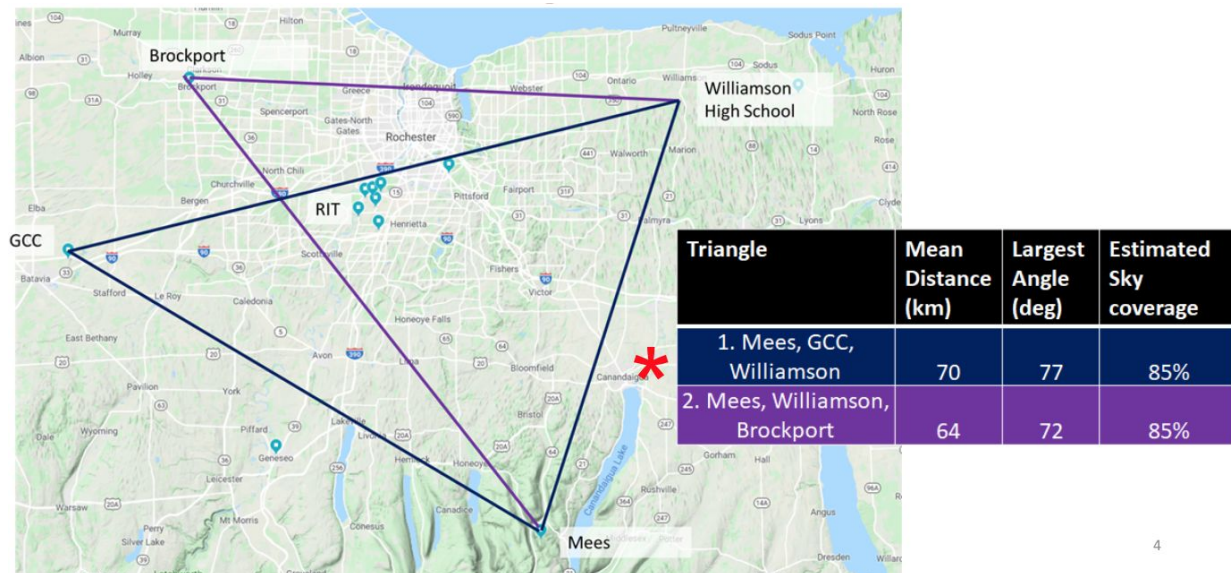 Brockport
Williamson
High School
RIT
GCC
Mees
Triangle
Mean
Distance
(km)
Largest
Angle
(deg)
Estimated
Sky
coverage
1. Mees, GCC,
Williamson
70
77
85%
2. Mees, Williamson,
Brockport
64
72
85%
*
4
Murray
Hilton
Hamlin
Albion
Holley
Clarkson
Brockport
Spencerport
Greece
Irondequoit
Webster
Ontario
Williamson
Pultneyville
Sodus Point
Sodus
Huron
North Rose
Rose
Gates-North
Gates
Rochester
North Chili
Churchville
Bergen
Elba
Walworth
Marion
Pittsford
Fairport
Henrietta
Palmyra
Lyons
Clyde
Scottsville
Batavia
Stafford
Le Roy
Caledonia
Fishers
Victor
Honeoye Falls
East Bethany
Avon
Lima
Bloomfield
Canandaigua
Pavilion
York
Bristol
Dale
Wyoming
Piffard
Lakeville
Livonia
Geneseo
Hemlock
Honeoye
Canandaigua Lake
Gorham
Hall
Leicester
Rushville
Warsaw
Perry
Silver Lake
Mt Morris
Conesus
Canadice
Middlesex
Potter
Angus
Dresden